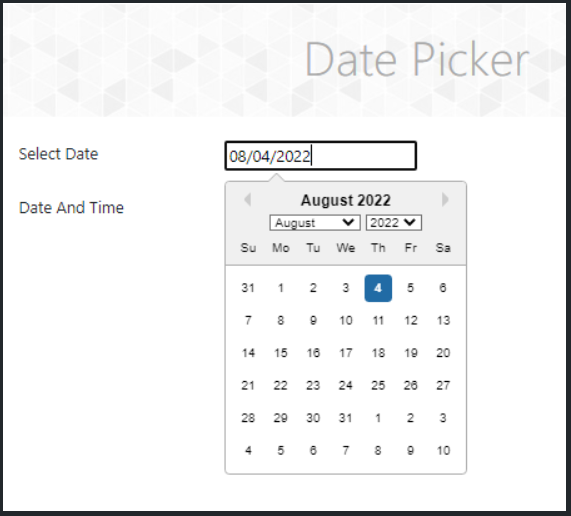 Date Picker
Select Date
08/04/2022
Date And Time
August 2022
August 2022
Su Mo Tu We Th Fr Sa
31 1 2 3 4 5 6
7 8 9 10 11 12 13
14 15 16 17 18 19 20
21 22 23 24 25 26 27
28 29 30 31 1 2 3
4 5 6 7 8 9 10